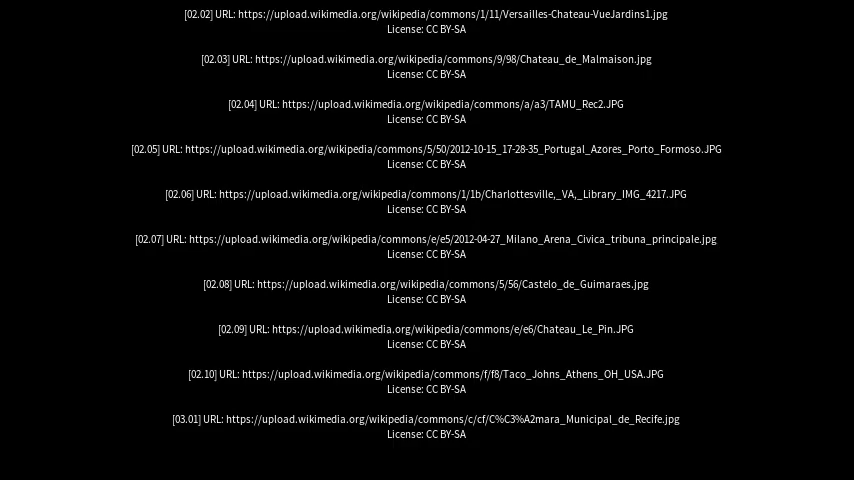 [02.02] URL: https://upload.wikimedia.org/wikipedia/commons/1/11/Versailles-Chateau-VueJardins1.jpg
License: CC BY-SA
[02.03] URL: https://upload.wikimedia.org/wikipedia/commons/9/98/Chateau_de_Malmaison.jpg
License: CC BY-SA
[02.04] URL: https://upload.wikimedia.org/wikipedia/commons/a/a3/TAMU_Rec2.JPG
License: CC BY-SA
[02.05] URL: https://upload.wikimedia.org/wikipedia/commons/5/50/2012-10-15_17-28-35_Portugal_Azores_Porto_Formoso.JPG
License: CC BY-SA
[02.06] URL: https://upload.wikimedia.org/wikipedia/commons/1/1b/Charlottesville,_VA,_Library_IMG_4217.JPG
License: CC BY-SA
[02.07] URL: https://upload.wikimedia.org/wikipedia/commons/e/e5/2012-04-27_Milano_Arena_Civica_tribuna_principale.jpg
License: CC BY-SA
[02.08] URL: https://upload.wikimedia.org/wikipedia/commons/5/56/Castelo_de_Guimaraes.jpg
License: CC BY-SA
[02.09] URL: https://upload.wikimedia.org/wikipedia/commons/e/e6/Chateau_Le_Pin.JPG
License: CC BY-SA
[02.10] URL: https://upload.wikimedia.org/wikipedia/commons/f/f8/Taco_Johns_Athens_OH_USA.JPG
License: CC BY-SA
[03.01] URL: https://upload.wikimedia.org/wikipedia/commons/c/cf/C%C3%A2mara_Municipal_de_Recife.jpg
License: CC BY-SA